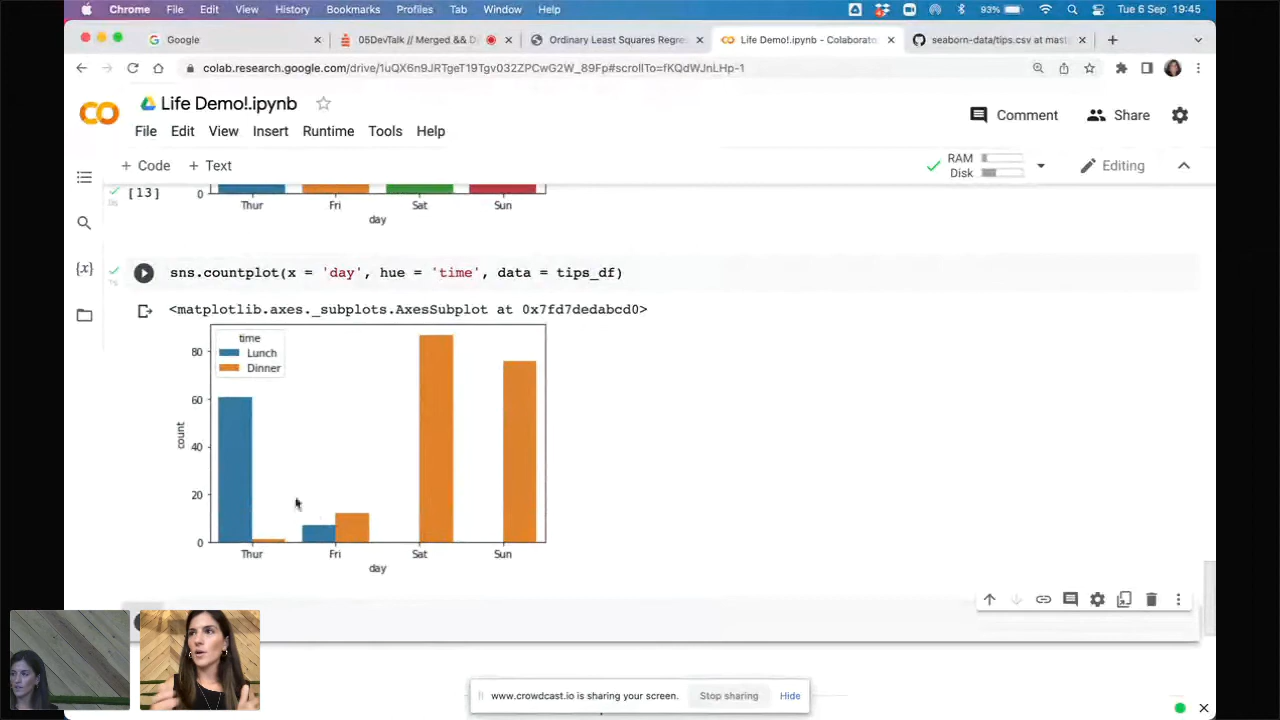 Chrome File Edit View History Bookmarks Profiles Tab Window Help 93% Tue 6 Sep 19:45
Google 05DevTalk // Merged && D Ordinary Least Squares Regres Life Demo!.ipynb - Colaborato seaborn-data/tips.csv at mast
colab.research.google.com/drive/1uQX6n9JRTgeT19Tgv032ZPCwG2W_89Fp#scrollTo=fKQdWJnLHp-1
Life Demo!.ipynb
Comment Share
File Edit View Insert Runtime Tools Help
+ Code + Text
RAM
Disk
Editing
[13]
0
Thur Fri Sat Sun
day
{x}
sns.countplot(x = 'day', hue = 'time', data = tips_df)
<matplotlib.axes._subplots.AxesSubplot at 0x7fd7dedabcd0>
time
Lunch
Dinner
80
60
40
20
0
count
Thur Fri Sat Sun
day
www.crowdcast.io is sharing your screen. Stop sharing Hide